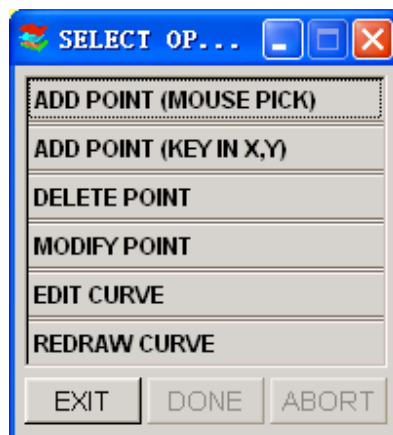 SELECT OP...
ADD POINT (MOUSE PICK)
ADD POINT (KEY IN X,Y)
DELETE POINT
MODIFY POINT
EDIT CURVE
REDRAW CURVE
EXIT DONE ABORT